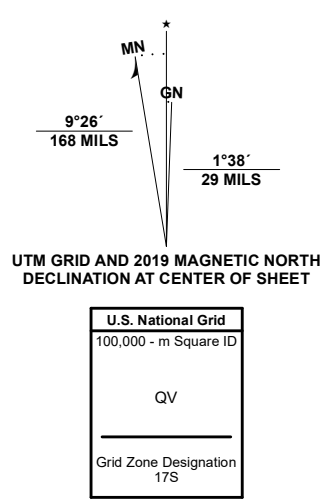 MN
GN
9°26´
168 MILS
1°38´
29 MILS
UTM GRID AND 2019 MAGNETIC NORTH
DECLINATION AT CENTER OF SHEET
U.S. National Grid
100,000 - m Square ID
QV
Grid Zone Designation
17S